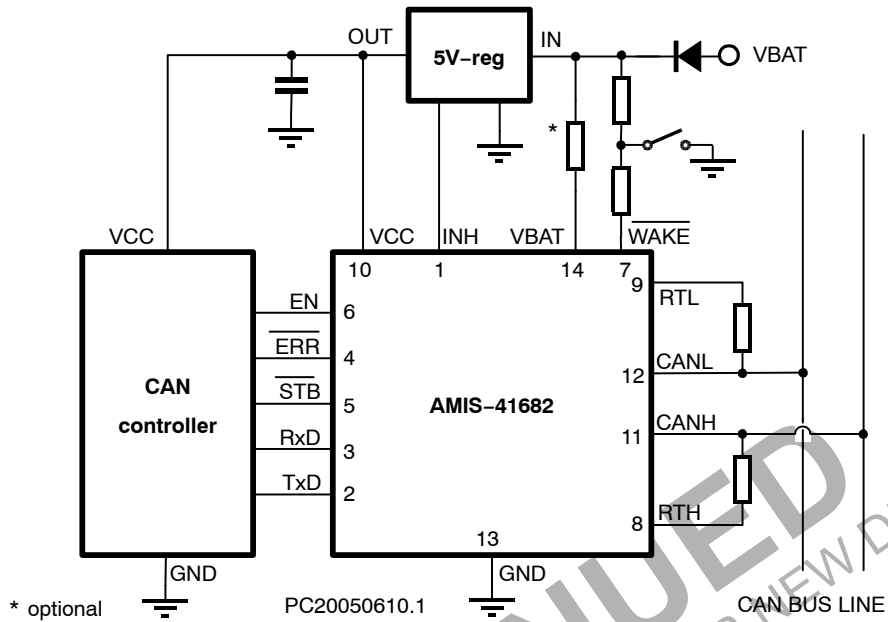 OUT
5V-reg
IN
VBAT
*
VCC
VCC
INH
VBAT
WAKE
10
1
14
7
9
RTL
EN
6
ERR
4
CANL
12
STB
5
CAN
controller
AMIS-41682
RxD
3
CANH
11
TxD
2
RTH
8
13
GND
GND
* optional
PC20050610.1
CAN BUS LINE
NUED
NEW D